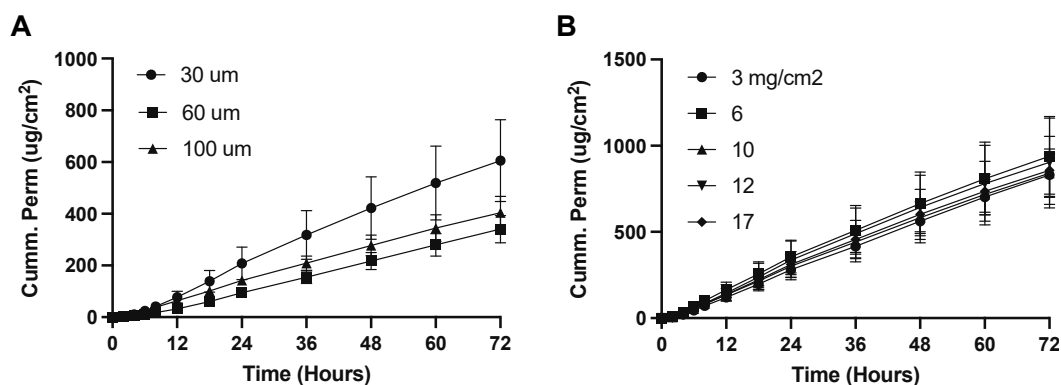 A
1000
800
600
400
200
0
Cumm. Perm (ug/cm²)
30 um
60 um
100 um
0 12 24 36 48 60 72
Time (Hours)
B
1500
1000
500
0
Cumm. Perm (ug/cm²)
3 mg/cm2
6
10
12
17
0 12 24 36 48 60 72
Time (Hours)